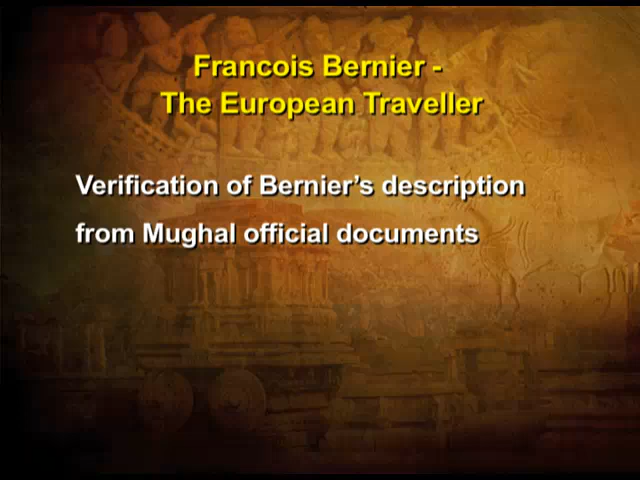 Francois Bernier -
The European Traveller
Verification of Bernier’s description
from Mughal official documents